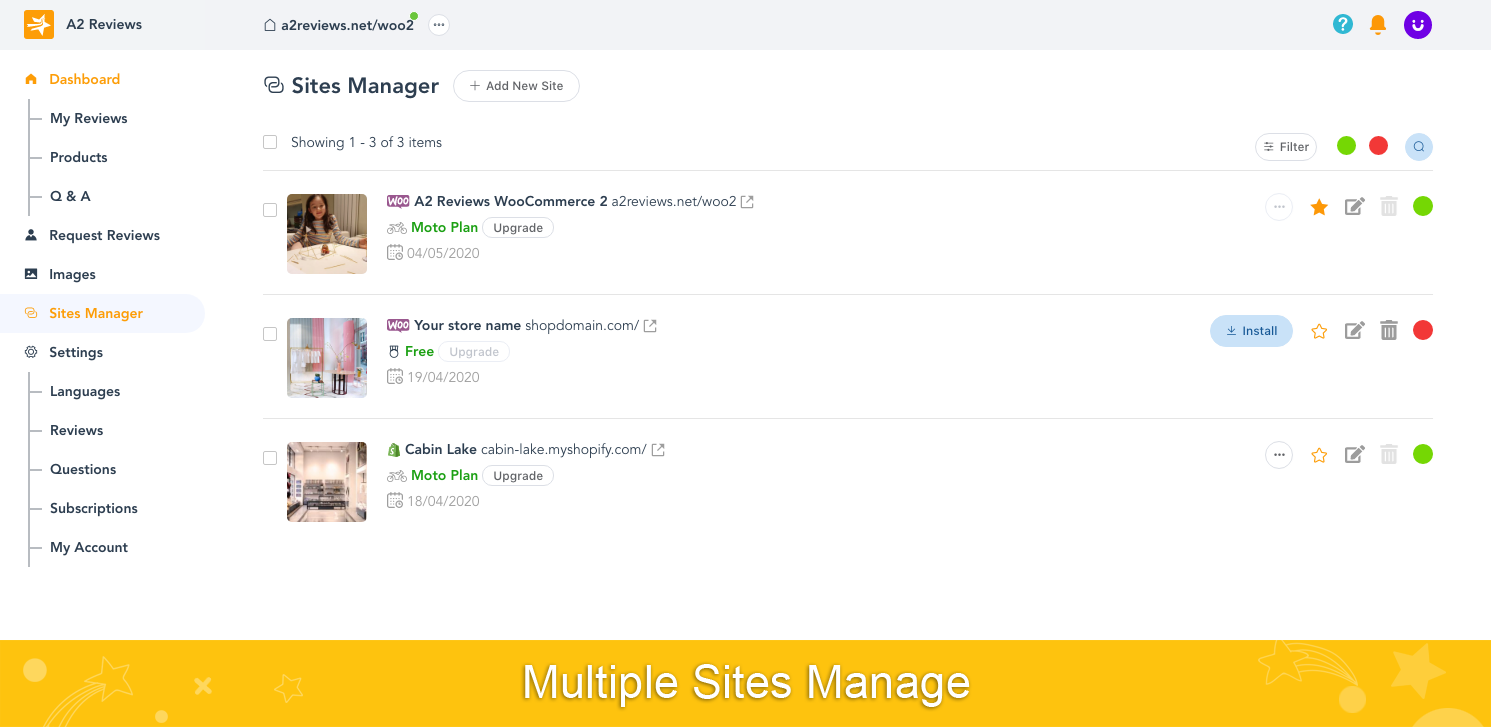 A2 Reviews
a2reviews.net/woo2
?
Dashboard
My Reviews
Products
Q & A
Request Reviews
Images
Sites Manager
Settings
Languages
Reviews
Questions
Subscriptions
My Account
Sites Manager
Add New Site
Showing 1 - 3 of 3 items
Filter
WOO A2 Reviews WooCommerce 2 a2reviews.net/woo2
Moto Plan Upgrade
04/05/2020
WOO Your store name shopdomain.com/
Install
Free Upgrade
19/04/2020
Cabin Lake cabin-lake.myshopify.com/
Moto Plan Upgrade
18/04/2020
Multiple Sites Manage